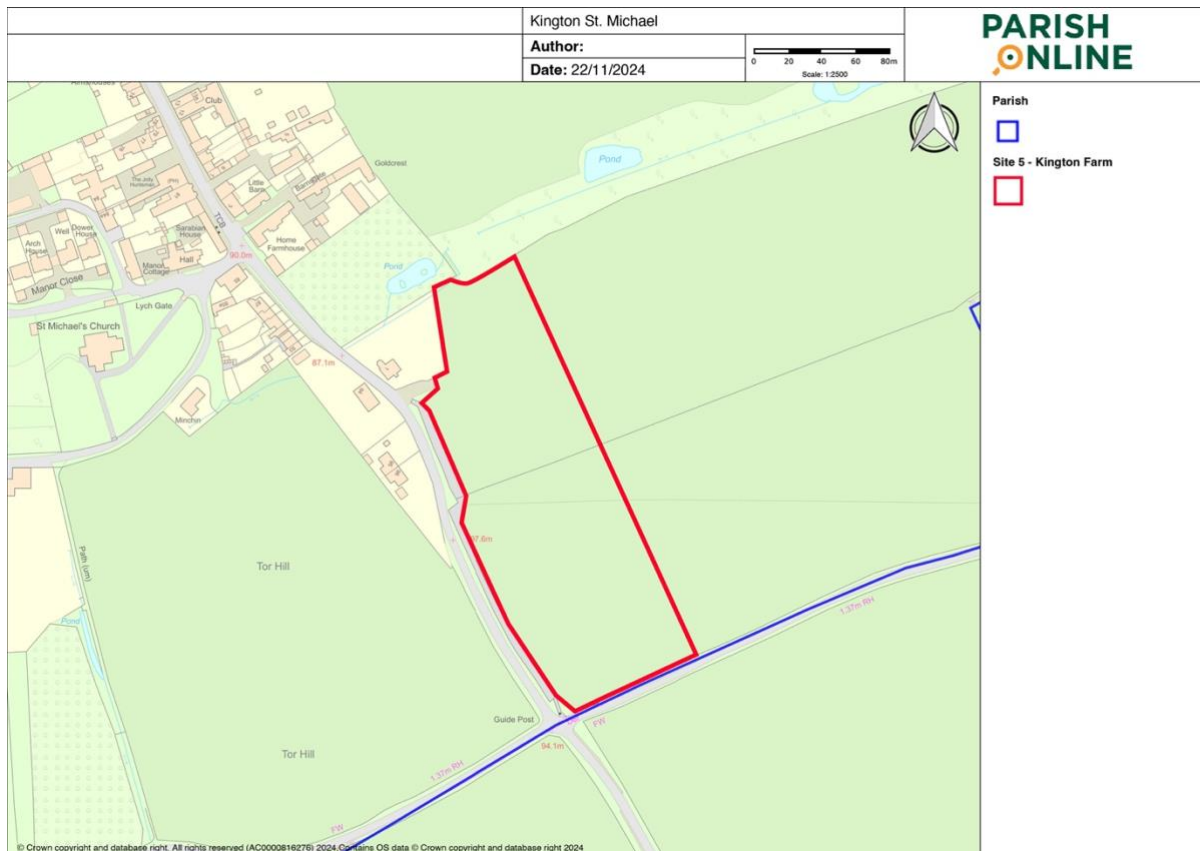 Kington St. Michael
Author:
Date: 22/11/2024
0 20 40 60 80m
Scale: 1:2500
PARISH
ONLINE
Parish
Site 5 - Kington Farm
Club
Goldcrest
Pond
The Jolly
Huntsman
(PH)
Little
Barn
Barngate
TCB
Sarabian
House
Home
Farmhouse
Arch
House
Well
Dower
House
Manor
Cottage
Hall
90.0m
Pond
Manor Close
Lych Gate
St Michael's Church
87.1m
Minchin
97.6m
Path (um)
Tor Hill
Pond
1.37m RH
Guide Post
FW
94.1m
Tor Hill
1.37m RH
FW
© Crown copyright and database right. All rights reserved (AC0000816276) 2024 Contains OS data © Crown copyright and database right 2024